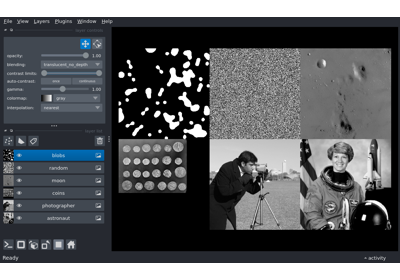 File View Layers Plugins Window Help
opacity: 1.00
blending: translucent_no_depth
contrast limits:
auto-contrast: once continuous
gamma: 1.00
colormap: gray
interpolation: nearest
blobs
random
moon
coins
photographer
astronaut
Ready
activity